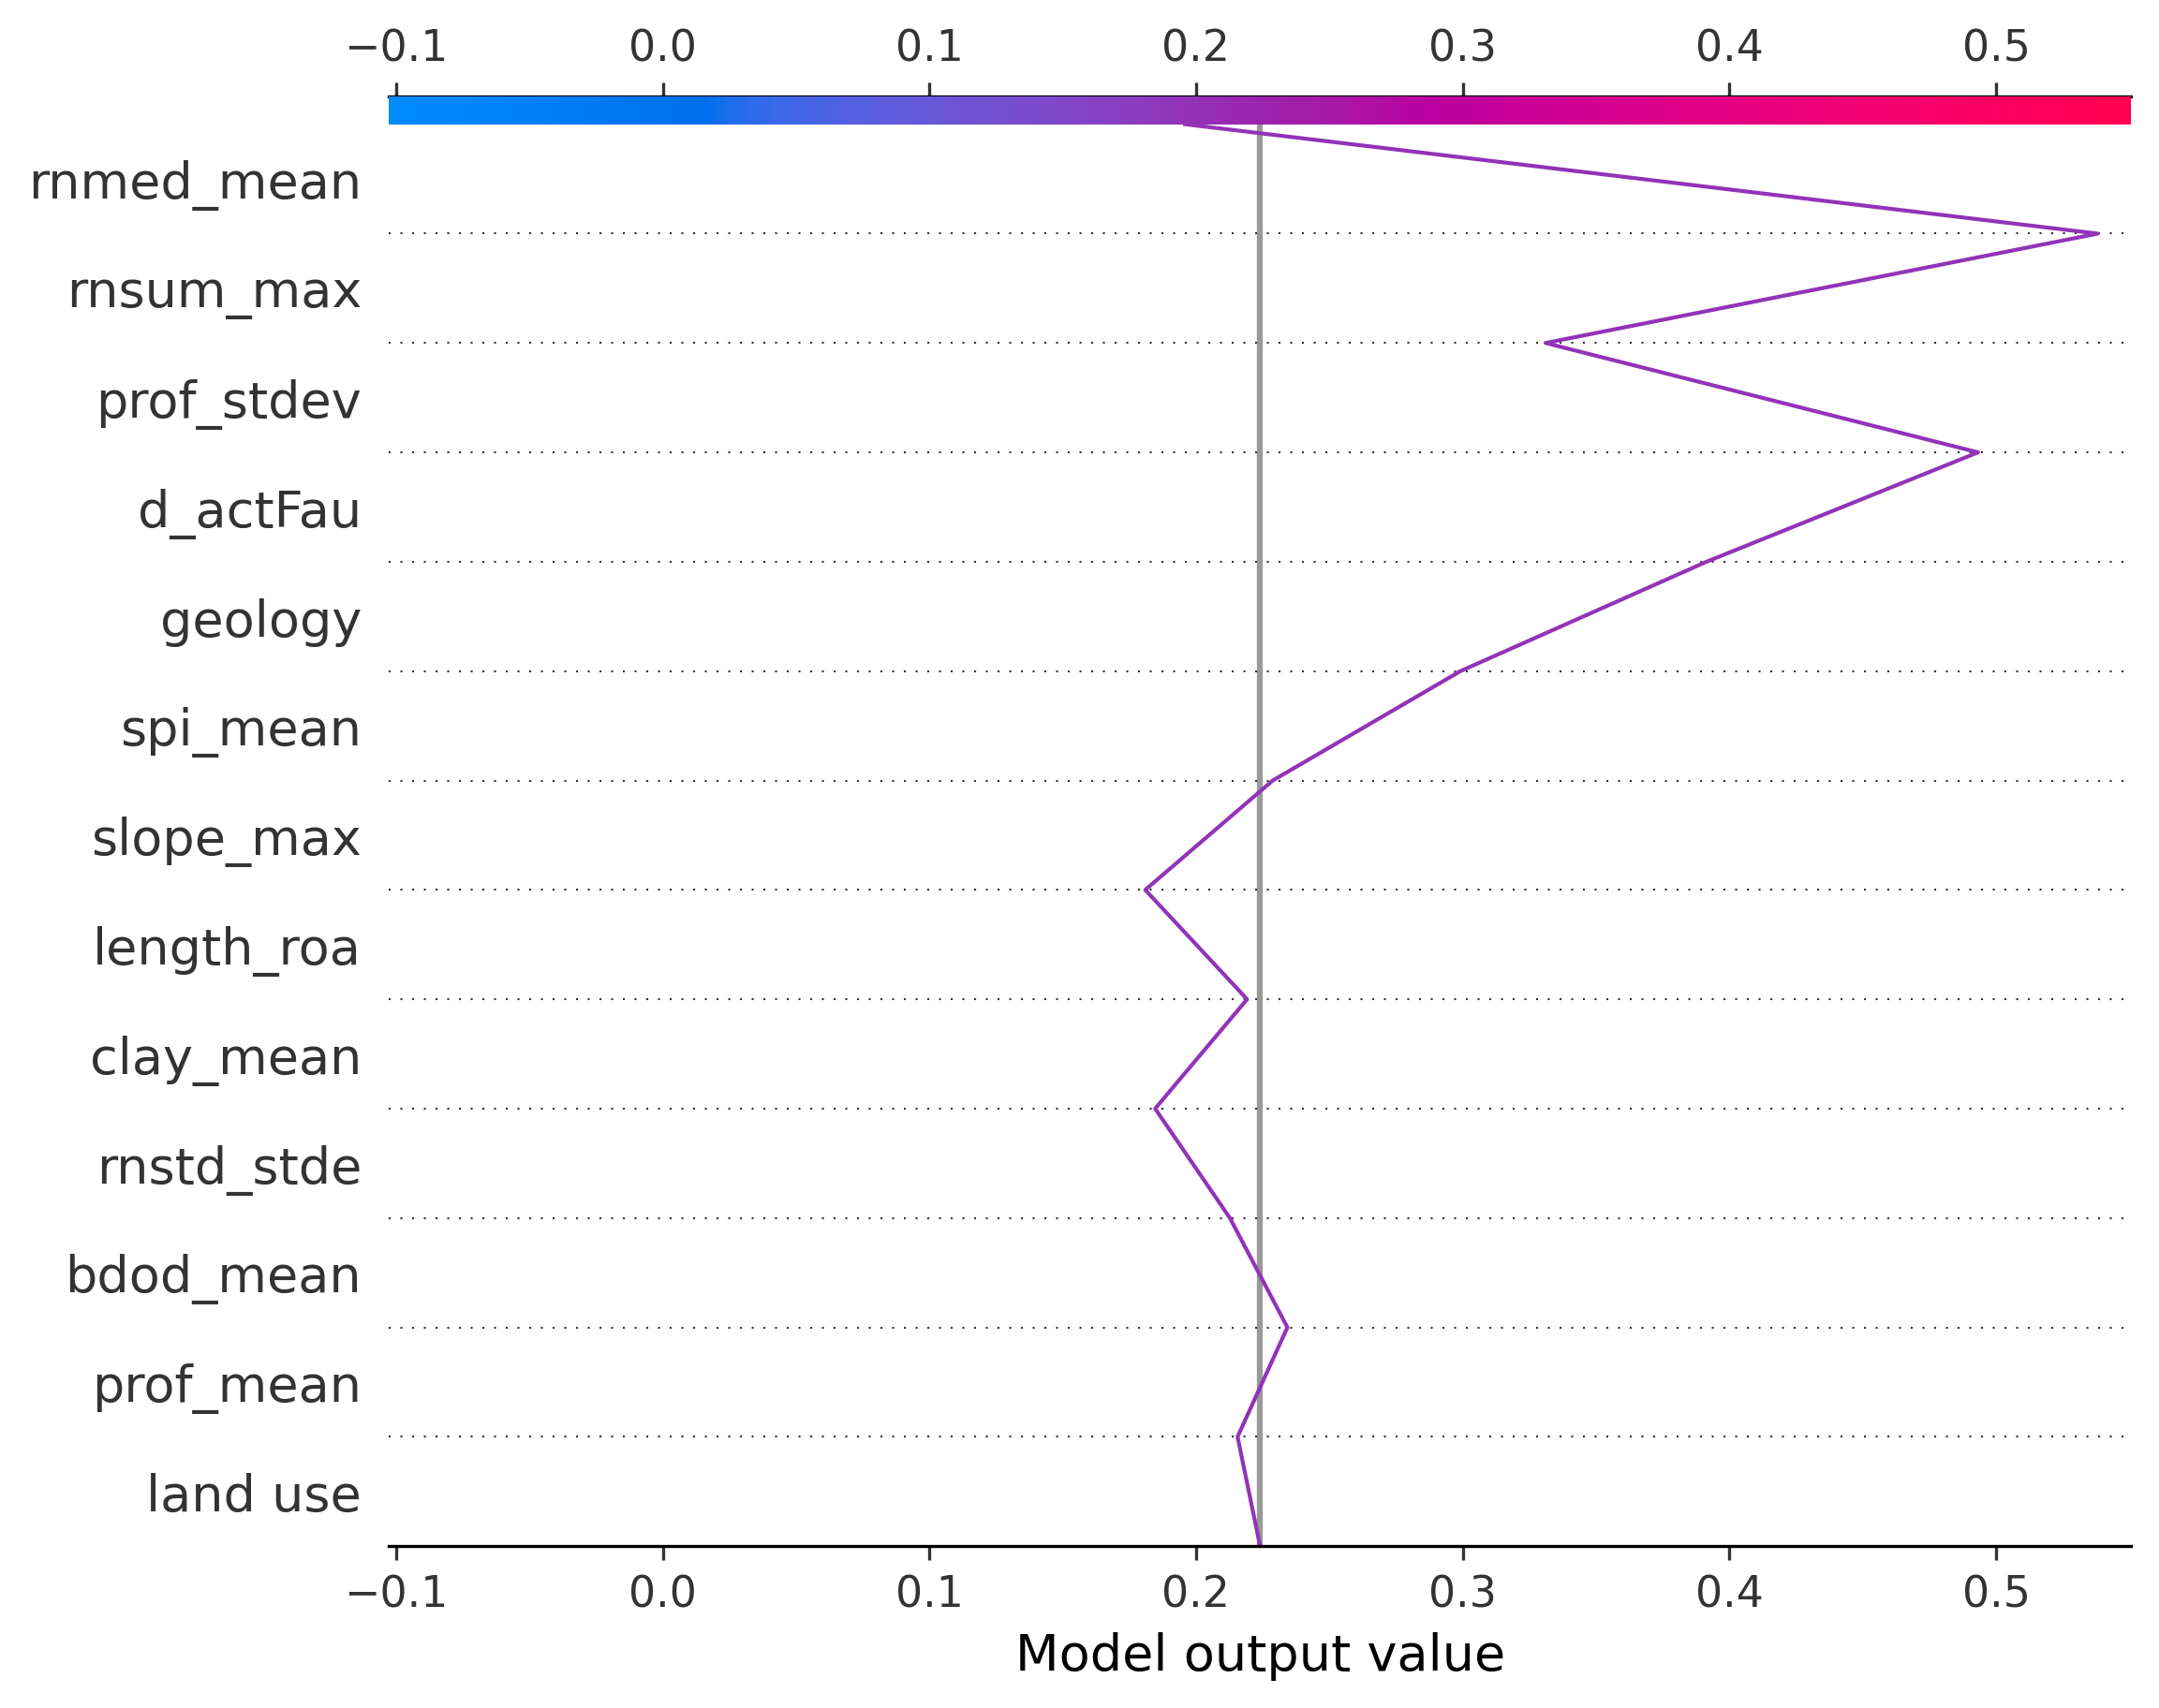 −0.1 0.0 0.1 0.2 0.3 0.4 0.5
rnmed_mean
rnsum_max
prof_stdev
d_actFau
geology
spi_mean
slope_max
length_roa
clay_mean
rnstd_stde
bdod_mean
prof_mean
land use
−0.1 0.0 0.1 0.2 0.3 0.4 0.5
Model output value